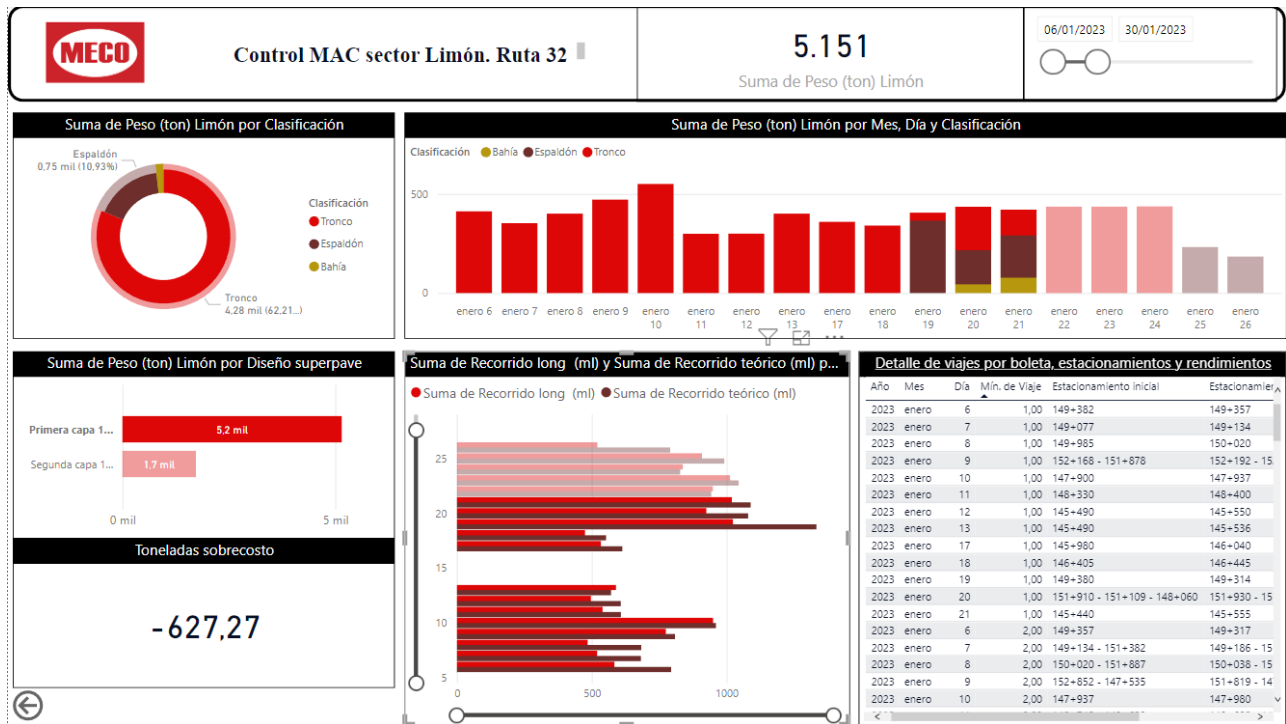 MECO
Control MAC sector Limón. Ruta 32
5.151
Suma de Peso (ton) Limón
06/01/2023 30/01/2023
Suma de Peso (ton) Limón por Clasificación
Espaldón
0,75 mil (10,93%)
Tronco
4,28 mil (62,21...)
Clasificación
Tronco
Espaldón
Bahía
Suma de Peso (ton) Limón por Mes, Día y Clasificación
Clasificación Bahía Espaldón Tronco
500
0
enero 6 enero 7 enero 8 enero 9 enero 10 enero 11 enero 12 enero 13 enero 17 enero 18 enero 19 enero 20 enero 21 enero 22 enero 23 enero 24 enero 25 enero 26
Suma de Peso (ton) Limón por Diseño superpave
Primera capa 1... 5,2 mil
Segunda capa 1... 1,7 mil
0 mil 5 mil
Toneladas sobrecosto
-627,27
Suma de Recorrido long (ml) y Suma de Recorrido teórico (ml) p...
Suma de Recorrido long (ml) Suma de Recorrido teórico (ml)
25
20
15
10
5
0 500 1000
Detalle de viajes por boleta, estacionamientos y rendimientos
Año Mes Día Mín. de Viaje Estacionamiento inicial Estacionamier
2023 enero 6 1,00 149+382 149+357
2023 enero 7 1,00 149+077 149+134
2023 enero 8 1,00 149+985 150+020
2023 enero 9 1,00 152+168 - 151+878 152+192 - 15
2023 enero 10 1,00 147+900 147+937
2023 enero 11 1,00 148+330 148+400
2023 enero 12 1,00 145+490 145+550
2023 enero 13 1,00 145+490 145+536
2023 enero 17 1,00 145+980 146+040
2023 enero 18 1,00 146+405 146+445
2023 enero 19 1,00 149+380 149+314
2023 enero 20 1,00 151+910 - 151+109 - 148+060 151+930 - 15
2023 enero 21 1,00 145+440 145+555
2023 enero 6 2,00 149+357 149+317
2023 enero 7 2,00 149+134 - 151+382 149+186 - 15
2023 enero 8 2,00 150+020 - 151+887 150+038 - 15
2023 enero 9 2,00 152+852 - 147+535 151+819 - 14
2023 enero 10 2,00 147+937 147+980